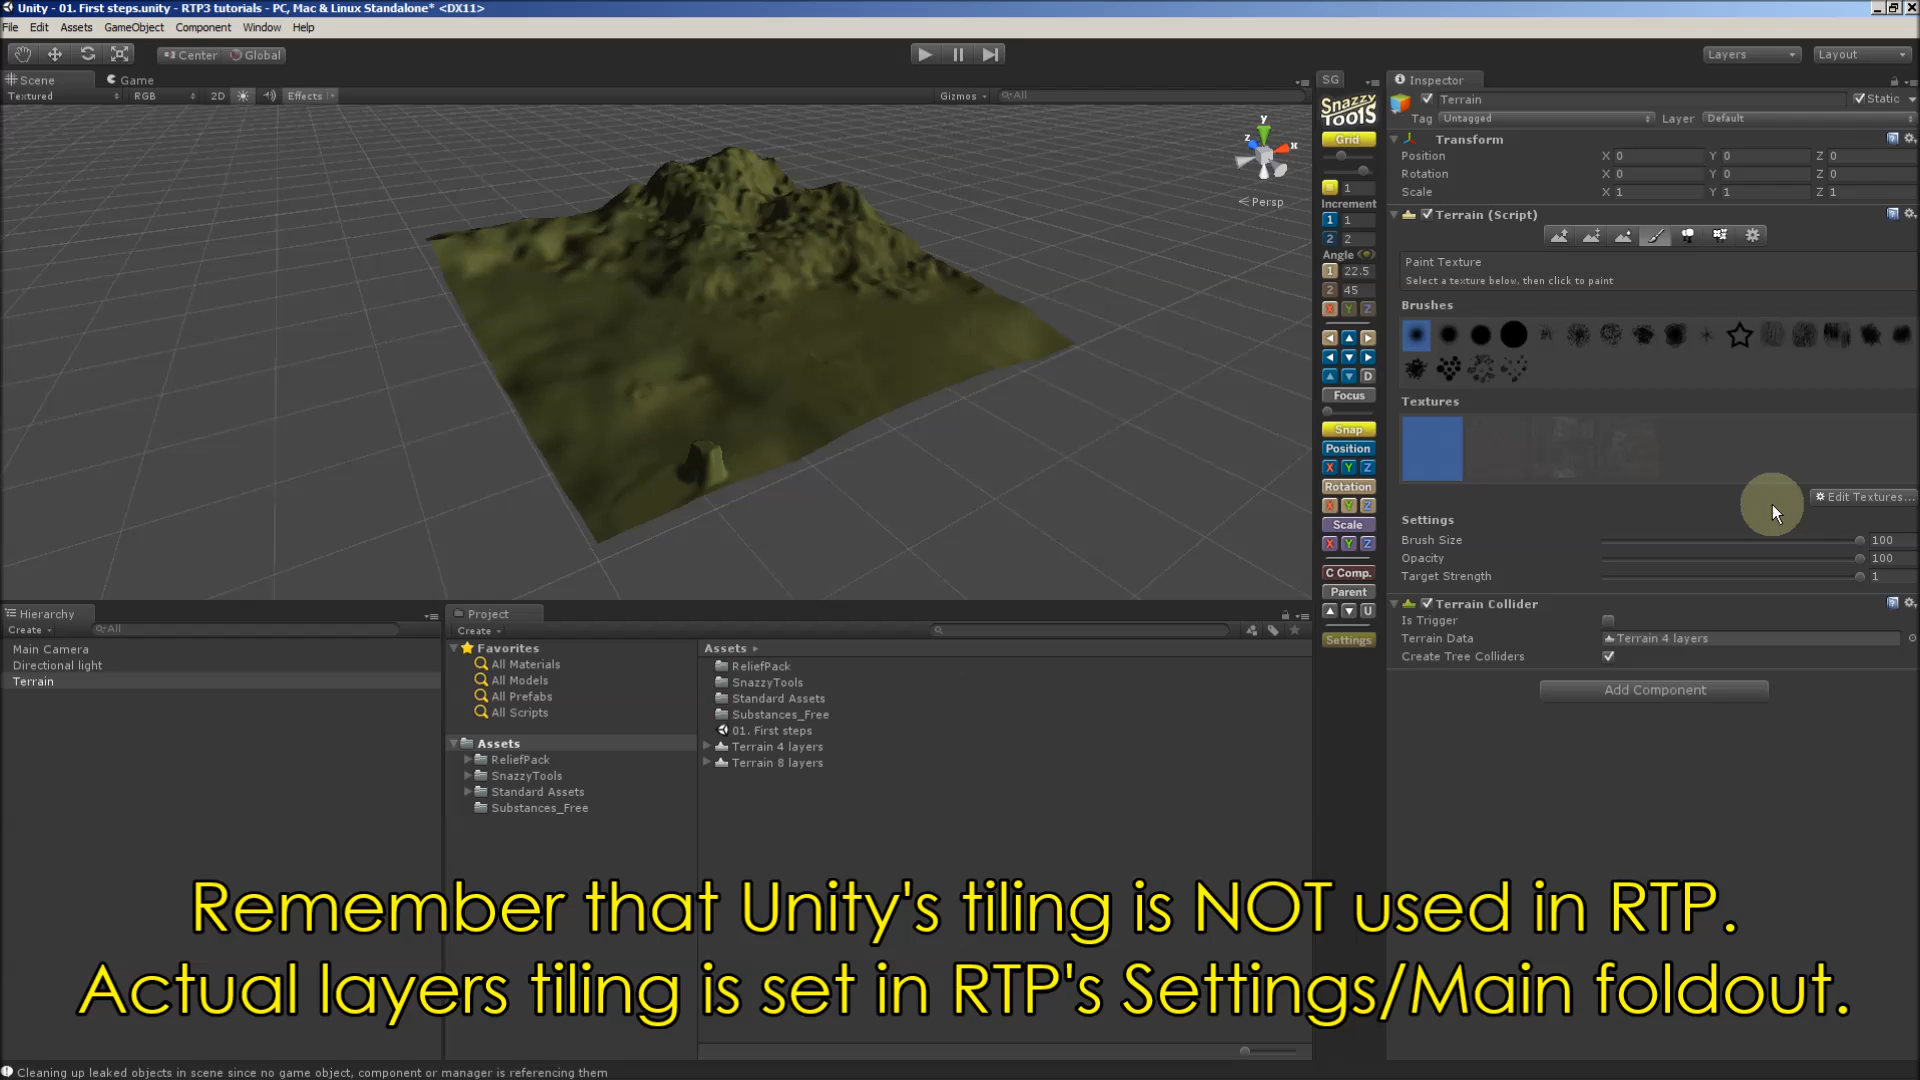 Unity - 01. First steps.unity - RTP3 tutorials - PC, Mac & Linux Standalone* <DX11>
File Edit Assets GameObject Component Window Help
Center Global
Layers Layout
Scene Game
Textured RGB 2D Effects Gizmos All
y
z x
Persp
SG
Snazzy Tools
Grid
1
Increment
1 1
2 2
Angle
1 22.5
2 45
X Y Z
D
Focus
Snap
Position
X Y Z
Rotation
X Y Z
Scale
X Y Z
C Comp.
Parent
U
Settings
Inspector
Terrain Static
Tag Untagged Layer Default
Transform
Position X 0 Y 0 Z 0
Rotation X 0 Y 0 Z 0
Scale X 1 Y 1 Z 1
Terrain (Script)
Paint Texture
Select a texture below, then click to paint
Brushes
Textures
Edit Textures...
Settings
Brush Size 100
Opacity 100
Target Strength 1
Terrain Collider
Is Trigger
Terrain Data Terrain 4 layers
Create Tree Colliders
Add Component
Hierarchy
Create All
Main Camera
Directional light
Terrain
Project
Create
Favorites
All Materials
All Models
All Prefabs
All Scripts
Assets
ReliefPack
SnazzyTools
Standard Assets
Substances_Free
Assets
ReliefPack
SnazzyTools
Standard Assets
Substances_Free
01. First steps
Terrain 4 layers
Terrain 8 layers
Remember that Unity's tiling is NOT used in RTP.
Actual layers tiling is set in RTP's Settings/Main foldout.
Cleaning up leaked objects in scene since no game object, component or manager is referencing them